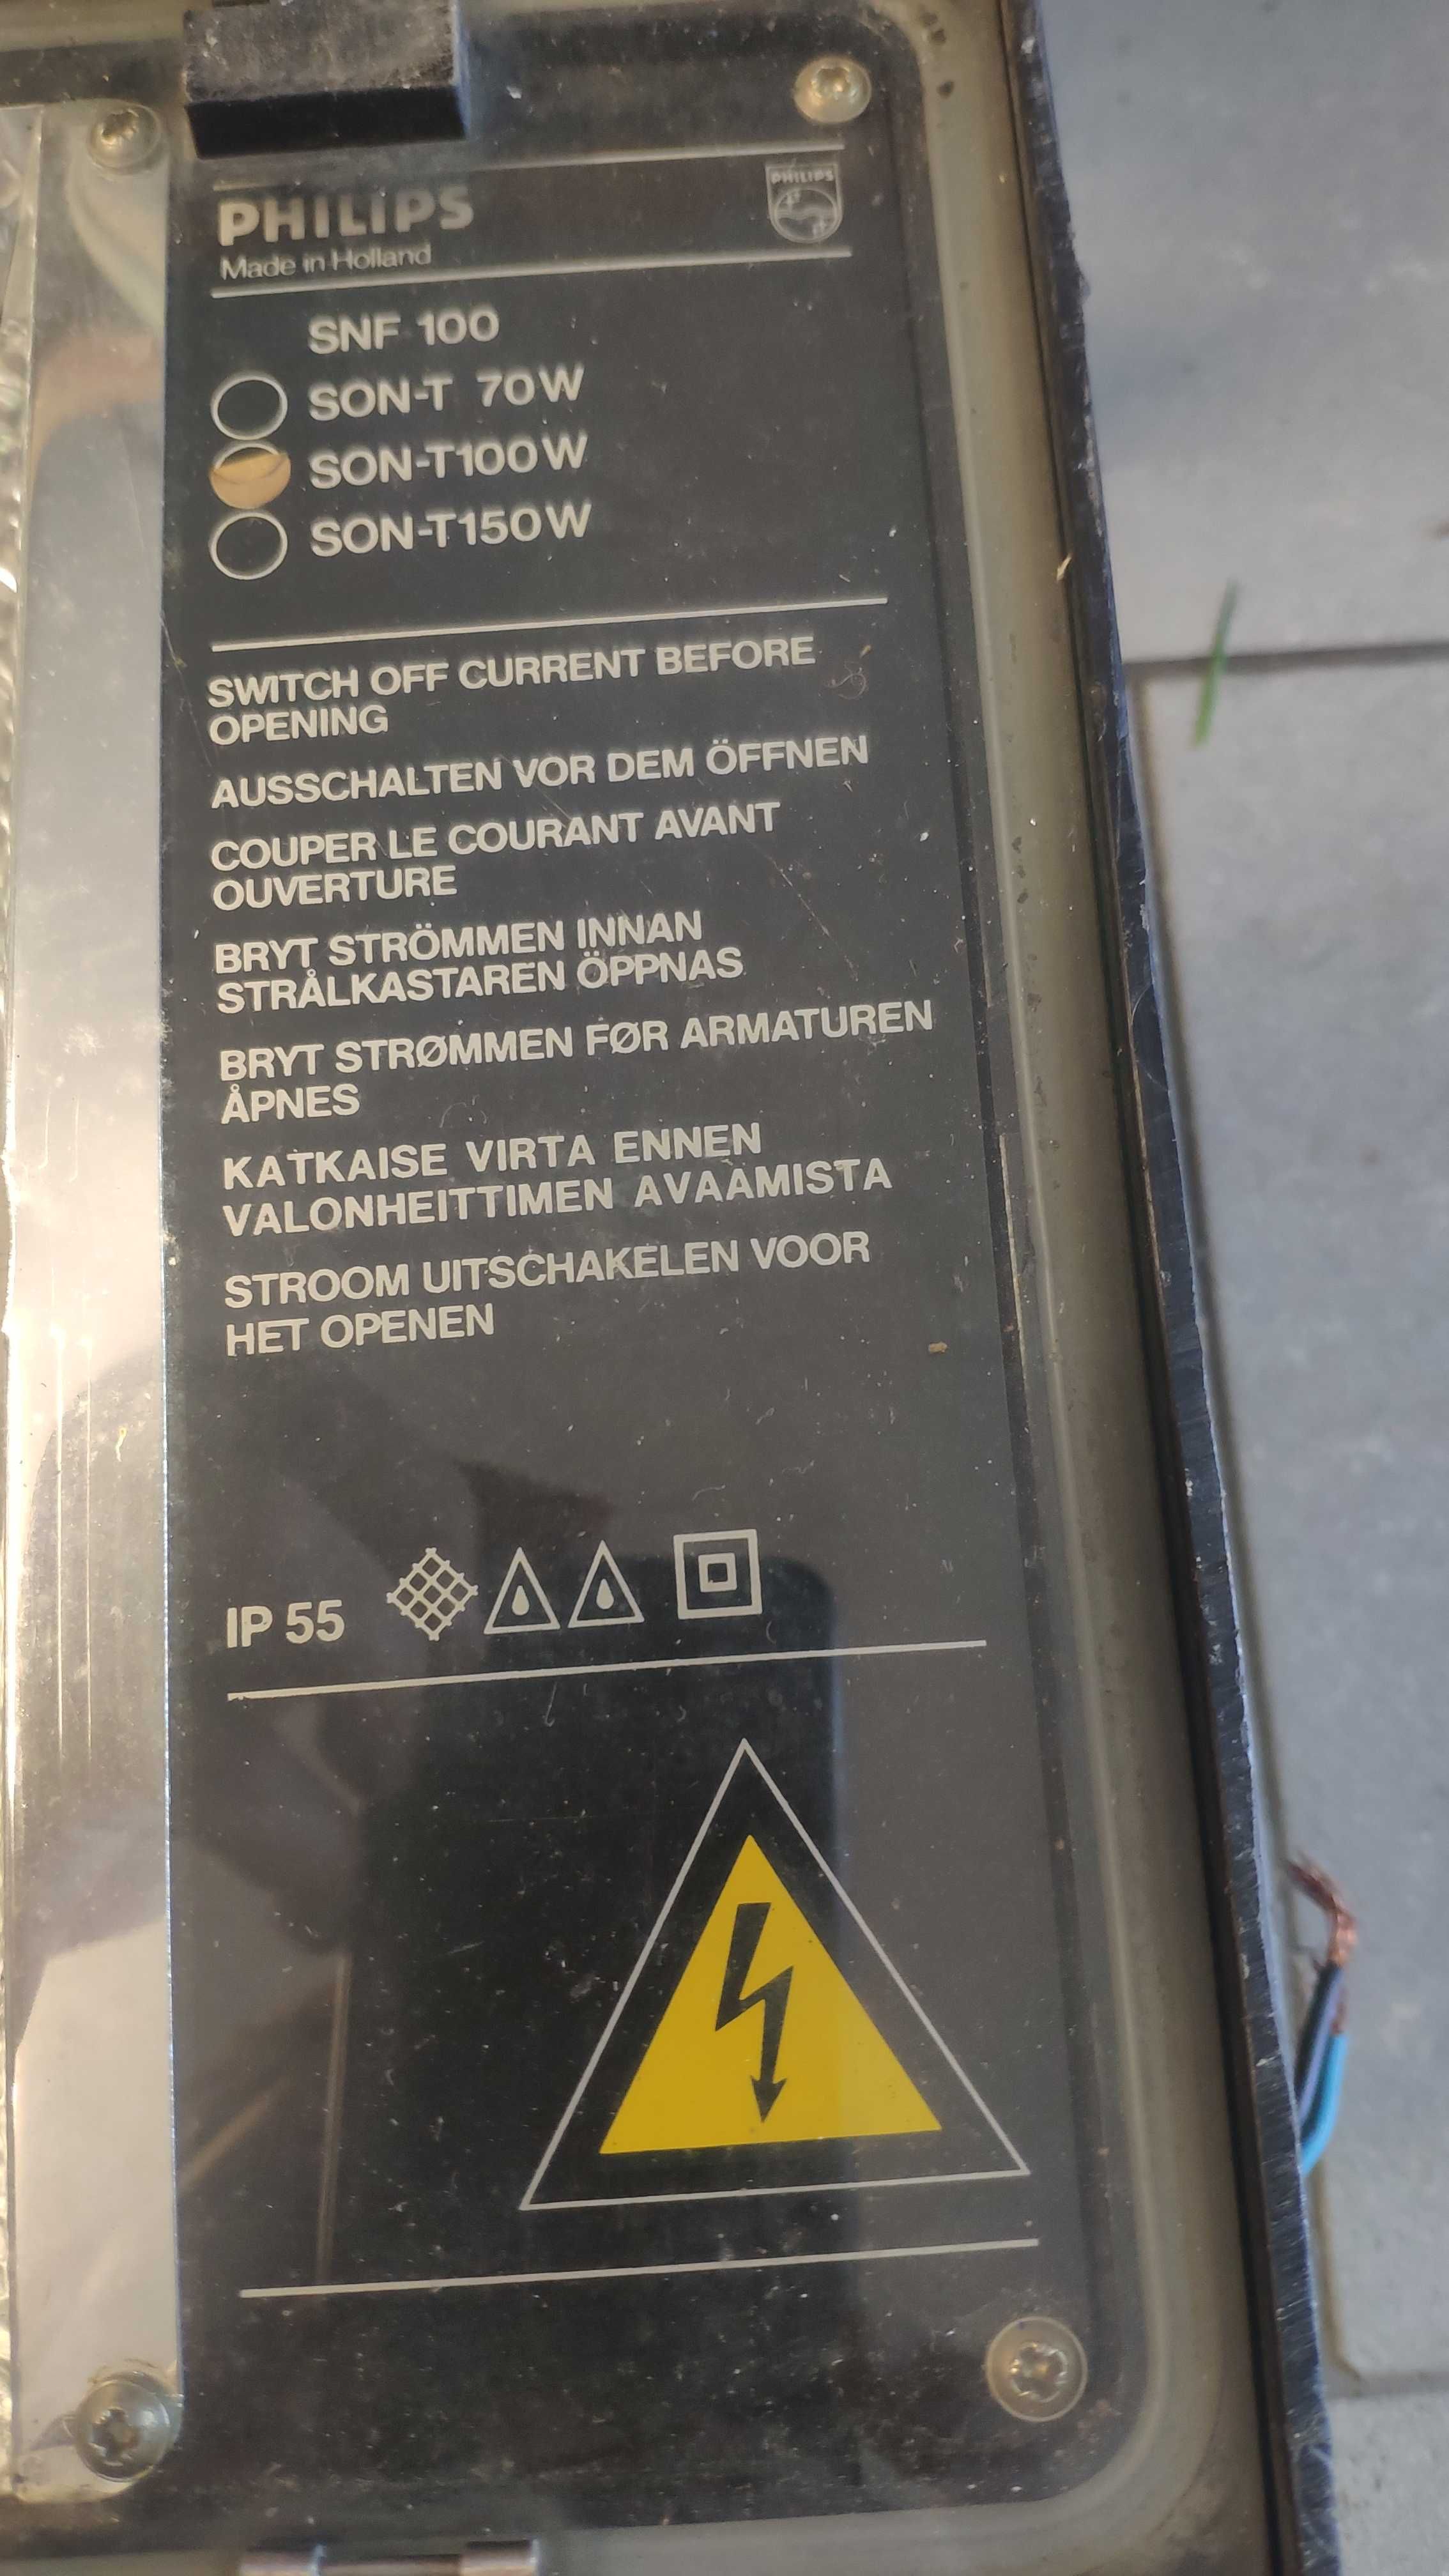 PHILIPS
PHILIPS
Made in Holland
SNF 100
SON-T 70W
SON-T100W
SON-T150W
SWITCH OFF CURRENT BEFORE
OPENING
AUSSCHALTEN VOR DEM ÖFFNEN
COUPER LE COURANT AVANT
OUVERTURE
BRYT STRÖMMEN INNAN
STRÅLKASTAREN ÖPPNAS
BRYT STRØMMEN FØR ARMATUREN
ÅPNES
KATKAISE VIRTA ENNEN
VALONHEITTIMEN AVAAMISTA
STROOM UITSCHAKELEN VOOR
HET OPENEN
IP 55